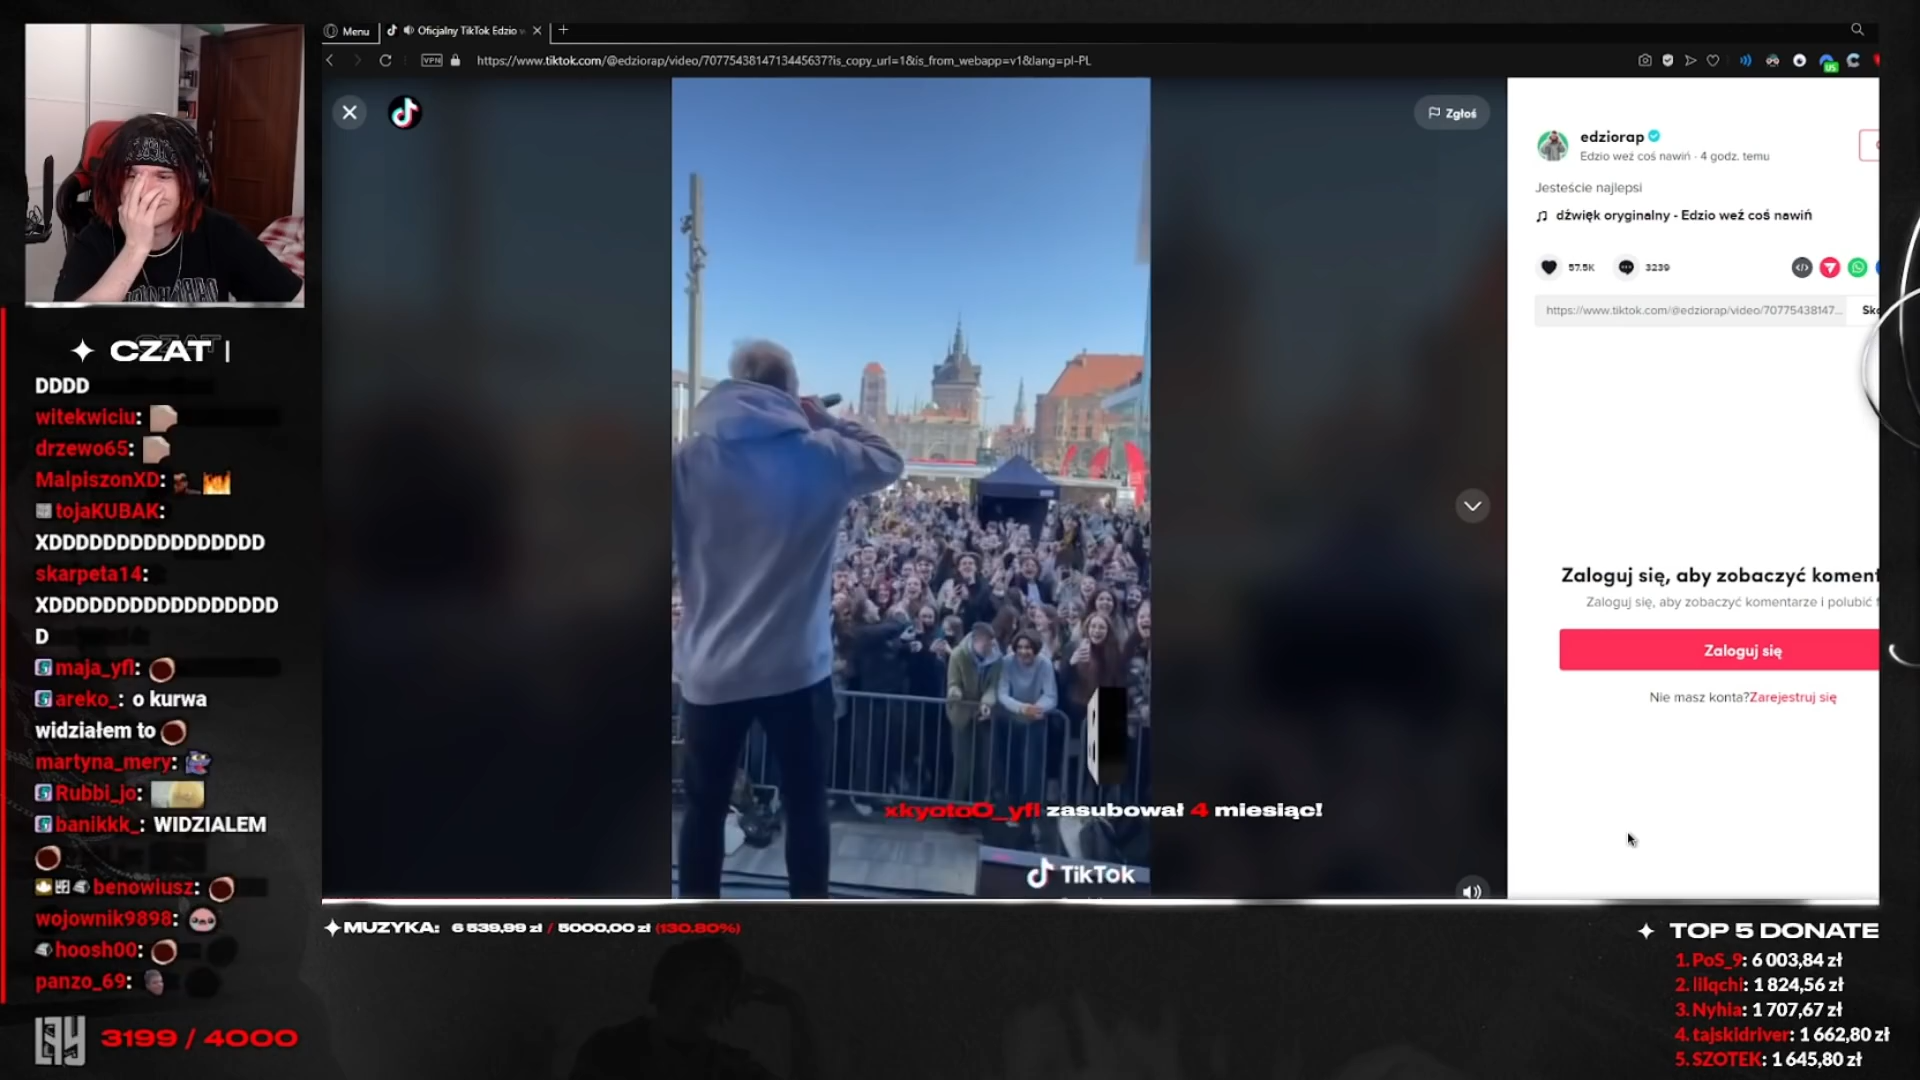 Menu
Oficjalny TikTok Edzio w
VPN
https://www.tiktok.com/@edziorap/video/7077543814713445637?is_copy_url=1&is_from_webapp=v1&lang=pl-PL
US
Zgłoś
edziorap
Edzio weź coś nawiń · 4 godz. temu
Jesteście najlepsi
dźwięk oryginalny - Edzio weź coś nawiń
57.5K
3239
https://www.tiktok.com/@edziorap/video/70775438147...
Zaloguj się, aby zobaczyć koment
Zaloguj się, aby zobaczyć komentarze i polubić
Zaloguj się
Nie masz konta?Zarejestruj się
CZAT
DDDD
witekwiciu:
drzewo65:
MalpiszonXD:
tojaKUBAK:
XDDDDDDDDDDDDDDDD
skarpeta14:
XDDDDDDDDDDDDDDDDD
D
maja_yfl:
areko_: o kurwa
widziałem to
martyna_mery:
Rubbi_jo:
banikkk_: WIDZIALEM
benowiusz:
wojownik9898:
hoosh00:
panzo_69:
3199 / 4000
xkyotoO_yfl zasubował 4 miesiąc!
TikTok
MUZYKA: 6 539,99 zł / 5000,00 zł (130.80%)
TOP 5 DONATE
1. PoS_9: 6 003,84 zł
2. lilqchi: 1 824,56 zł
3. Nyhia: 1 707,67 zł
4. tajskidriver: 1 662,80 zł
5. SZOTEK: 1 645,80 zł